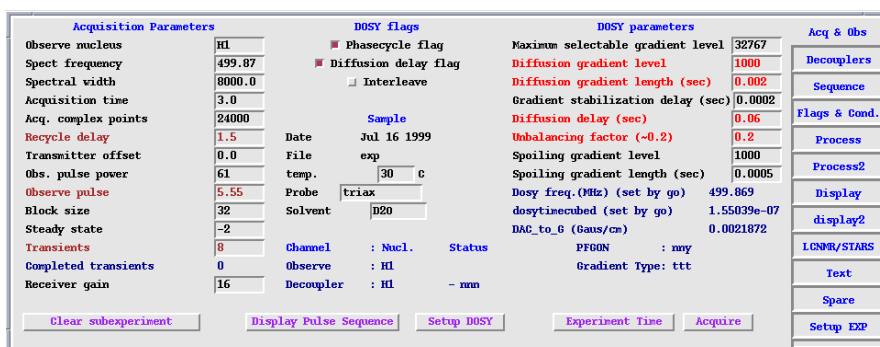 Acquisition Parameters
Observe nucleus H1
Spect frequency 499.87
Spectral width 8000.0
Acquisition time 3.0
Acq. complex points 24000
Recycle delay 1.5
Transmitter offset 0.0
Obs. pulse power 61
Observe pulse 5.55
Block size 32
Steady state -2
Transients 8
Completed transients 0
Receiver gain 16
DOSY flags
Phasecycle flag
Diffusion delay flag
Interleave
Sample
Date Jul 16 1999
File exp
temp. 30 C
Probe triax
Solvent D2O
Channel : Nucl. Status
Observe : H1
Decoupler : H1 - nnn
DOSY parameters
Maximum selectable gradient level 32767
Diffusion gradient level 1000
Diffusion gradient length (sec) 0.002
Gradient stabilization delay (sec) 0.0002
Diffusion delay (sec) 0.06
Unbalancing factor (~0.2) 0.2
Spoiling gradient level 1000
Spoiling gradient length (sec) 0.0005
Dosy freq.(MHz) (set by go) 499.869
dosytimecubed (set by go) 1.55039e-07
DAC_to_G (Gaus/cm) 0.0021872
PFGON : nny
Gradient Type: ttt
Clear subexperiment
Display Pulse Sequence
Setup DOSY
Experiment Time
Acquire
Acq & Obs
Decouplers
Sequence
Flags & Cond.
Process
Process2
Display
display2
LCNMR/STARS
Text
Spare
Setup EXP